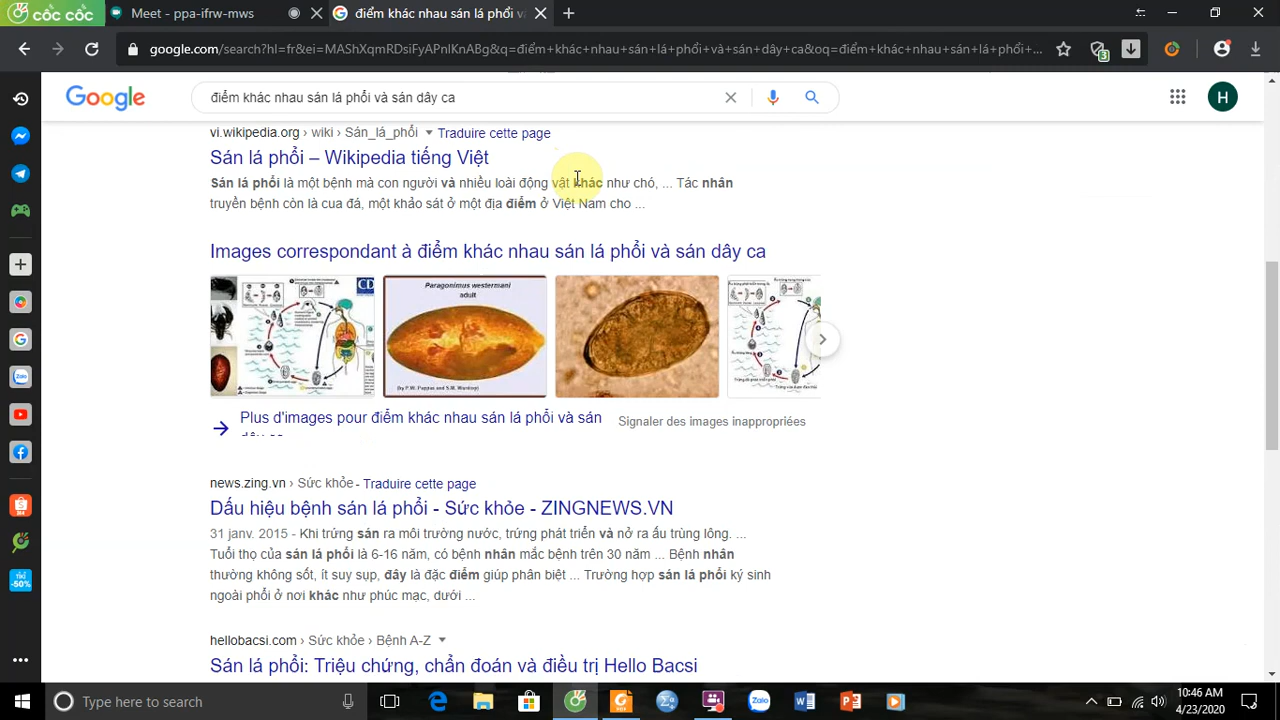 cốc cốc
Meet - ppa-ifrw-mws
điểm khác nhau sán lá phổi v
google.com/search?hl=fr&ei=MAShXqmRDsiFyAPnlKNABg&q=điểm+khác+nhau+sán+lá+phổi+và+sán+dây+ca&oq=điểm+khác+nhau+sán+lá+phổi+...
3
Google
điểm khác nhau sán lá phổi và sán dây ca
H
vi.wikipedia.org › wiki › Sán_lá_phổi
Traduire cette page
Sán lá phổi – Wikipedia tiếng Việt
Sán lá phổi là một bệnh mà con người và nhiều loài động vật khác như chó, ... Tác nhân
truyền bệnh còn là cua đá, một khảo sát ở một địa điểm ở Việt Nam cho ...
Images correspondant à điểm khác nhau sán lá phổi và sán dây ca
CD
Paragonimus westermani
adult
(by P.W. Pappas and S.M. Wardrop)
Plus d'images pour điểm khác nhau sán lá phổi và sán
dây ca
Signaler des images inappropriées
news.zing.vn › Sức khỏe - Traduire cette page
Dấu hiệu bệnh sán lá phổi - Sức khỏe - ZINGNEWS.VN
31 janv. 2015 - Khi trứng sán ra môi trường nước, trứng phát triển và nở ra ấu trùng lông. ...
Tuổi thọ của sán lá phổi là 6-16 năm, có bệnh nhân mắc bệnh trên 30 năm ... Bệnh nhân
thường không sốt, ít suy sụp, đây là đặc điểm giúp phân biệt ... Trường hợp sán lá phổi ký sinh
ngoài phổi ở nơi khác như phúc mạc, dưới ...
hellobacsi.com › Sức khỏe › Bệnh A-Z
Sán lá phổi: Triệu chứng, chẩn đoán và điều trị Hello Bacsi
Zalo
TIKI
-50%
Type here to search
Zalo
10:46 AM
4/23/2020